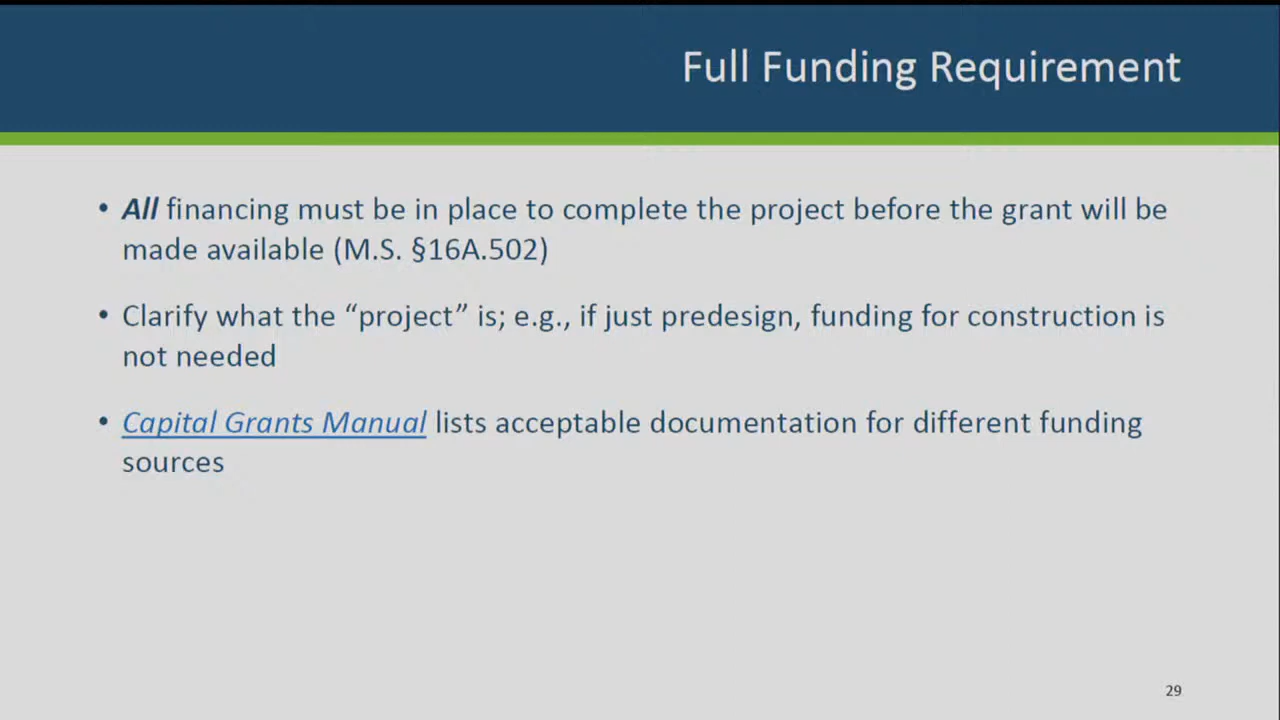 Full Funding Requirement
• All financing must be in place to complete the project before the grant will be
made available (M.S. §16A.502)
• Clarify what the “project” is; e.g., if just predesign, funding for construction is
not needed
• Capital Grants Manual lists acceptable documentation for different funding
sources
29